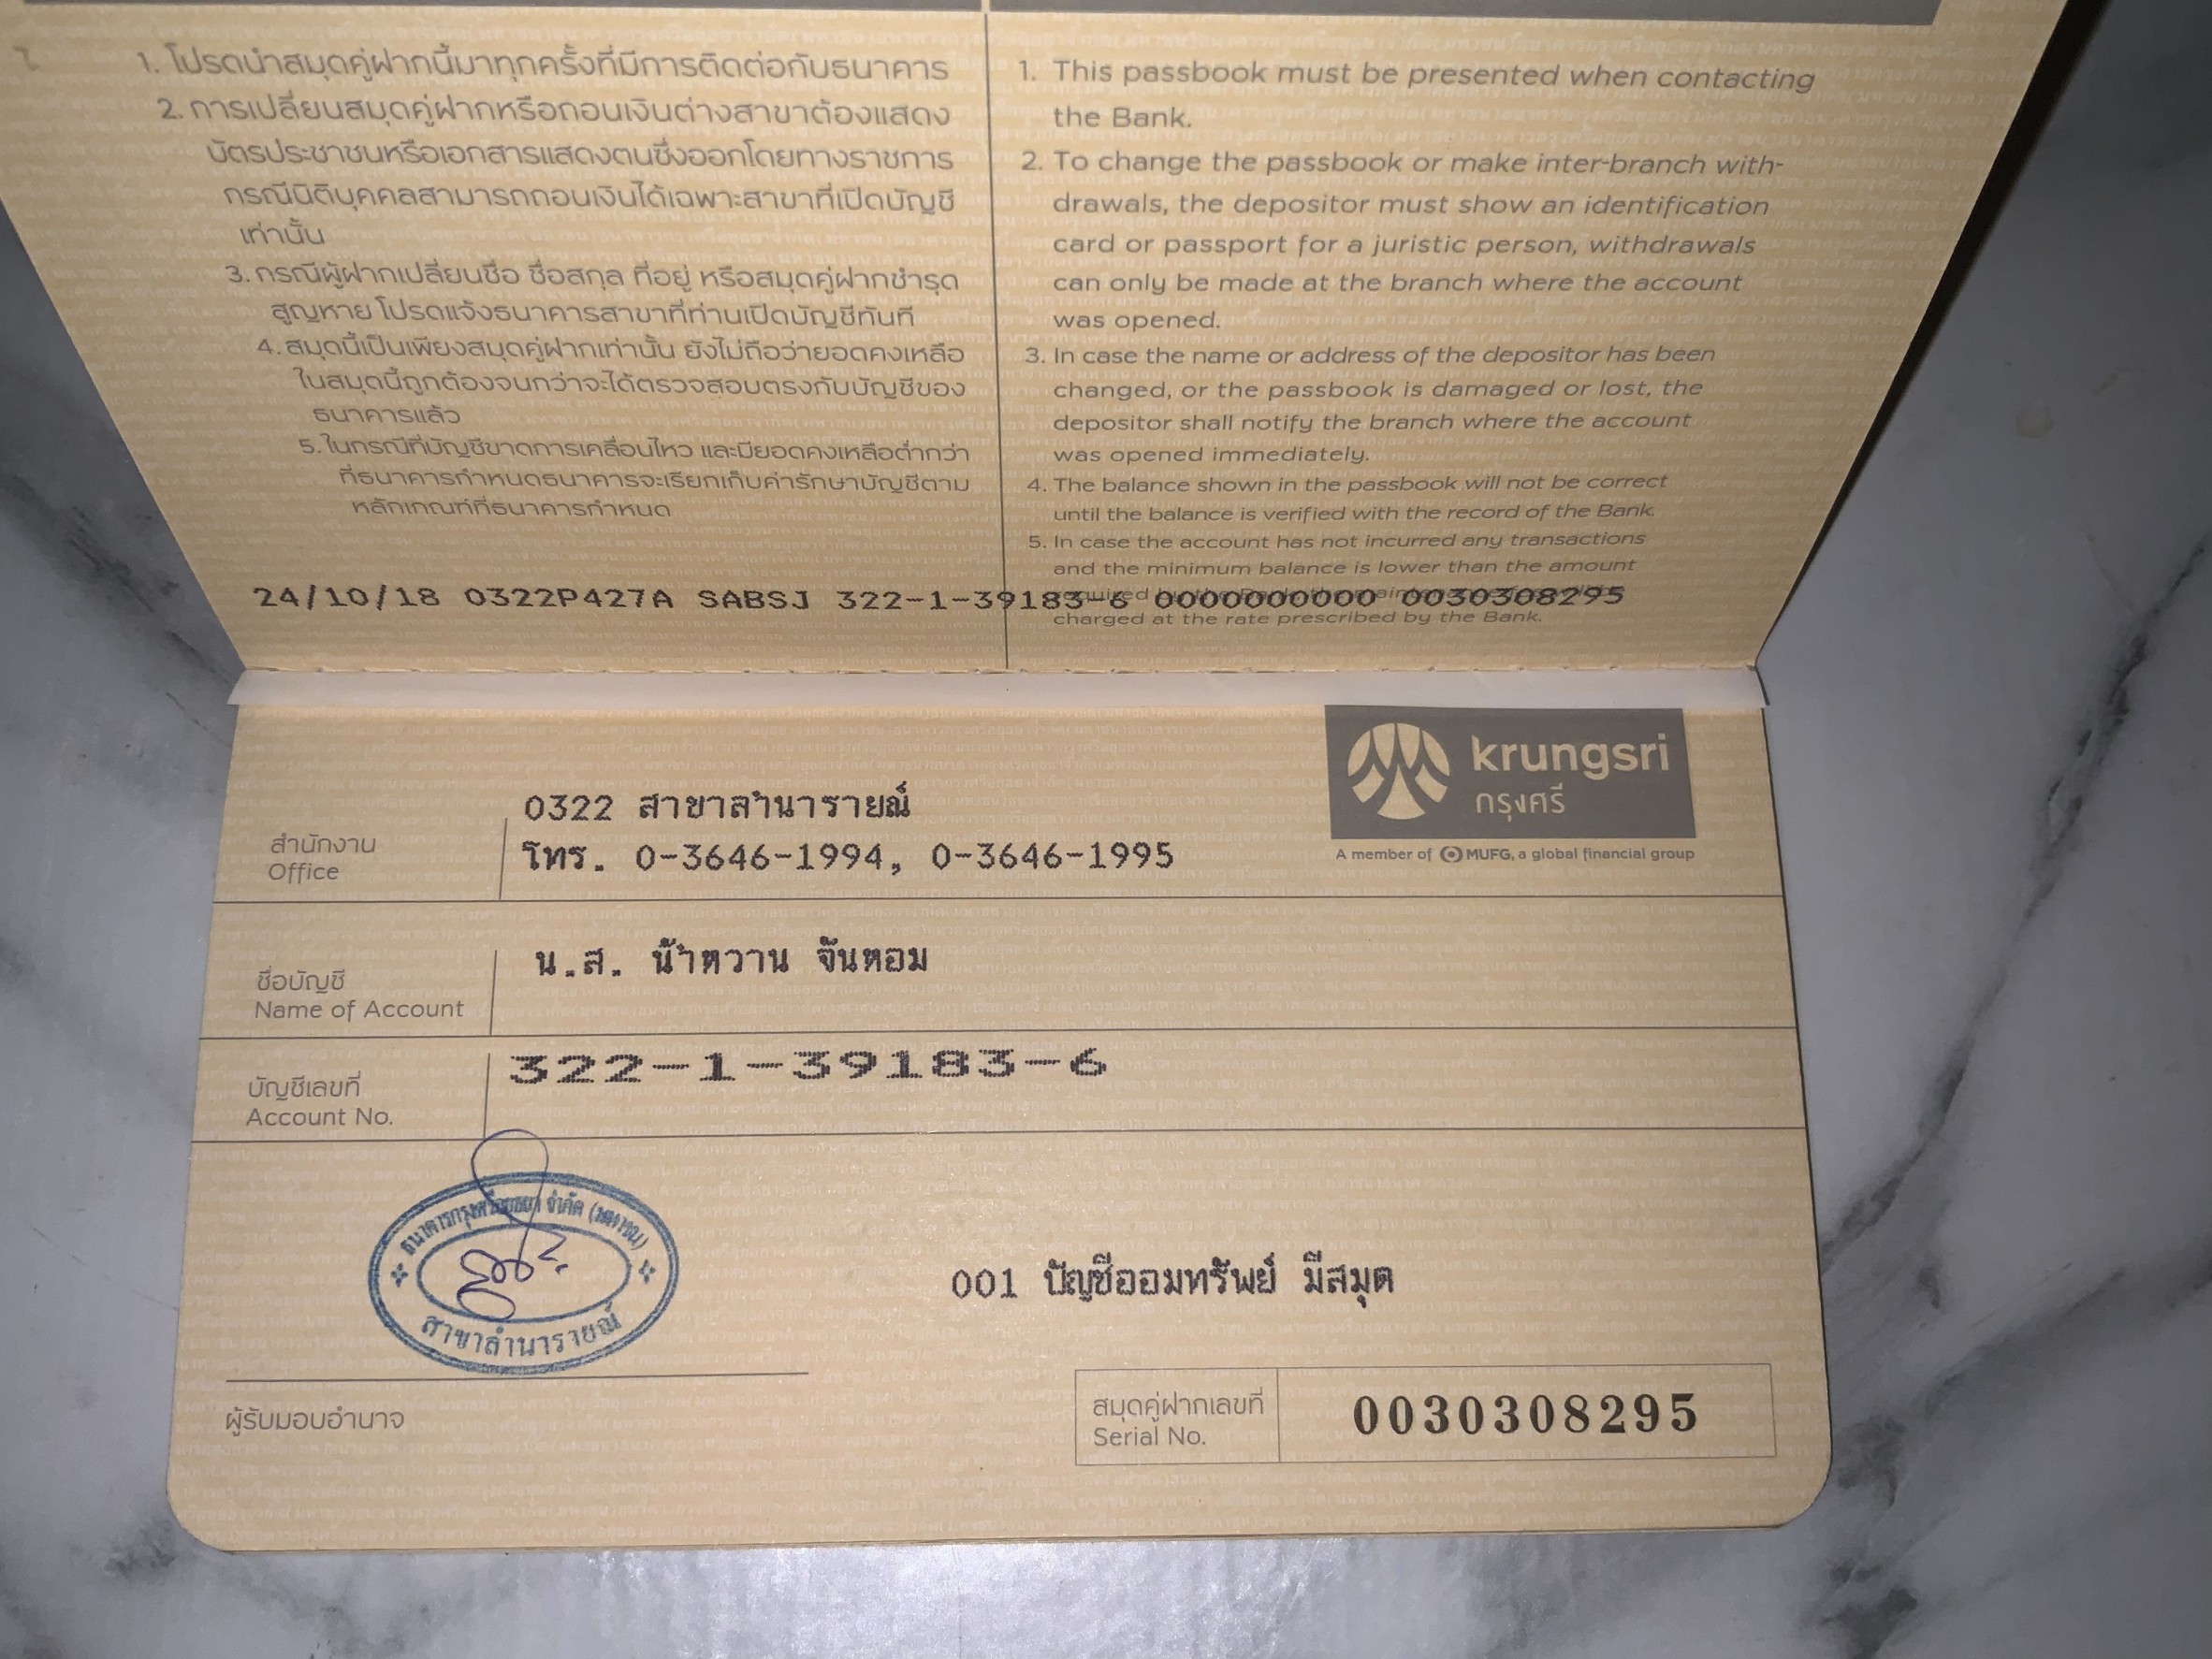 1. โปรดนำสมุดคู่ฝากนี้มาทุกครั้งที่มีการติดต่อกับธนาคาร
2. การเปลี่ยนสมุดคู่ฝากหรือถอนเงินต่างสาขาต้องแสดง
บัตรประชาชนหรือเอกสารแสดงตนซึ่งออกโดยทางราชการ
กรณีนิติบุคคลสามารถถอนเงินได้เฉพาะสาขาที่เปิดบัญชี
เท่านั้น
3. กรณีผู้ฝากเปลี่ยนชื่อ ชื่อสกุล ที่อยู่ หรือสมุดคู่ฝากชำรุด
สูญหาย โปรดแจ้งธนาคารสาขาที่ท่านเปิดบัญชีทันที
4. สมุดนี้เป็นเพียงสมุดคู่ฝากเท่านั้น ยังไม่ถือว่ายอดคงเหลือ
ในสมุดนี้ถูกต้องจนกว่าจะได้ตรวจสอบตรงกับบัญชีของ
ธนาคารแล้ว
5. ในกรณีที่บัญชีขาดการเคลื่อนไหว และมียอดคงเหลือต่ำกว่า
ที่ธนาคารกำหนดธนาคารจะเรียกเก็บค่ารักษาบัญชีตาม
หลักเกณฑ์ที่ธนาคารกำหนด
1. This passbook must be presented when contacting
the Bank.
2. To change the passbook or make inter-branch with-
drawals, the depositor must show an identification
card or passport for a juristic person, withdrawals
can only be made at the branch where the account
was opened.
3. In case the name or address of the depositor has been
changed, or the passbook is damaged or lost, the
depositor shall notify the branch where the account
was opened immediately.
4. The balance shown in the passbook will not be correct
until the balance is verified with the record of the Bank.
5. In case the account has not incurred any transactions
and the minimum balance is lower than the amount
charged at the rate prescribed by the Bank.
24/10/18 0322P427A SABSJ 322-1-39183-6 0000000000 0030308295
krungsri
กรุงศรี
A member of MUFG, a global financial group
สำนักงาน
Office
0322 สาขาลำนารายณ์
โทร. 0-3646-1994, 0-3646-1995
ชื่อบัญชี
Name of Account
น.ส. น้ำหวาน จันหอม
บัญชีเลขที่
Account No.
322-1-39183-6
ธนาคารกรุงศรีอยุธยา จำกัด (มหาชน)
สาขาลำนารายณ์
001 บัญชีออมทรัพย์ มีสมุด
ผู้รับมอบอำนาจ
สมุดคู่ฝากเลขที่
Serial No.
0030308295